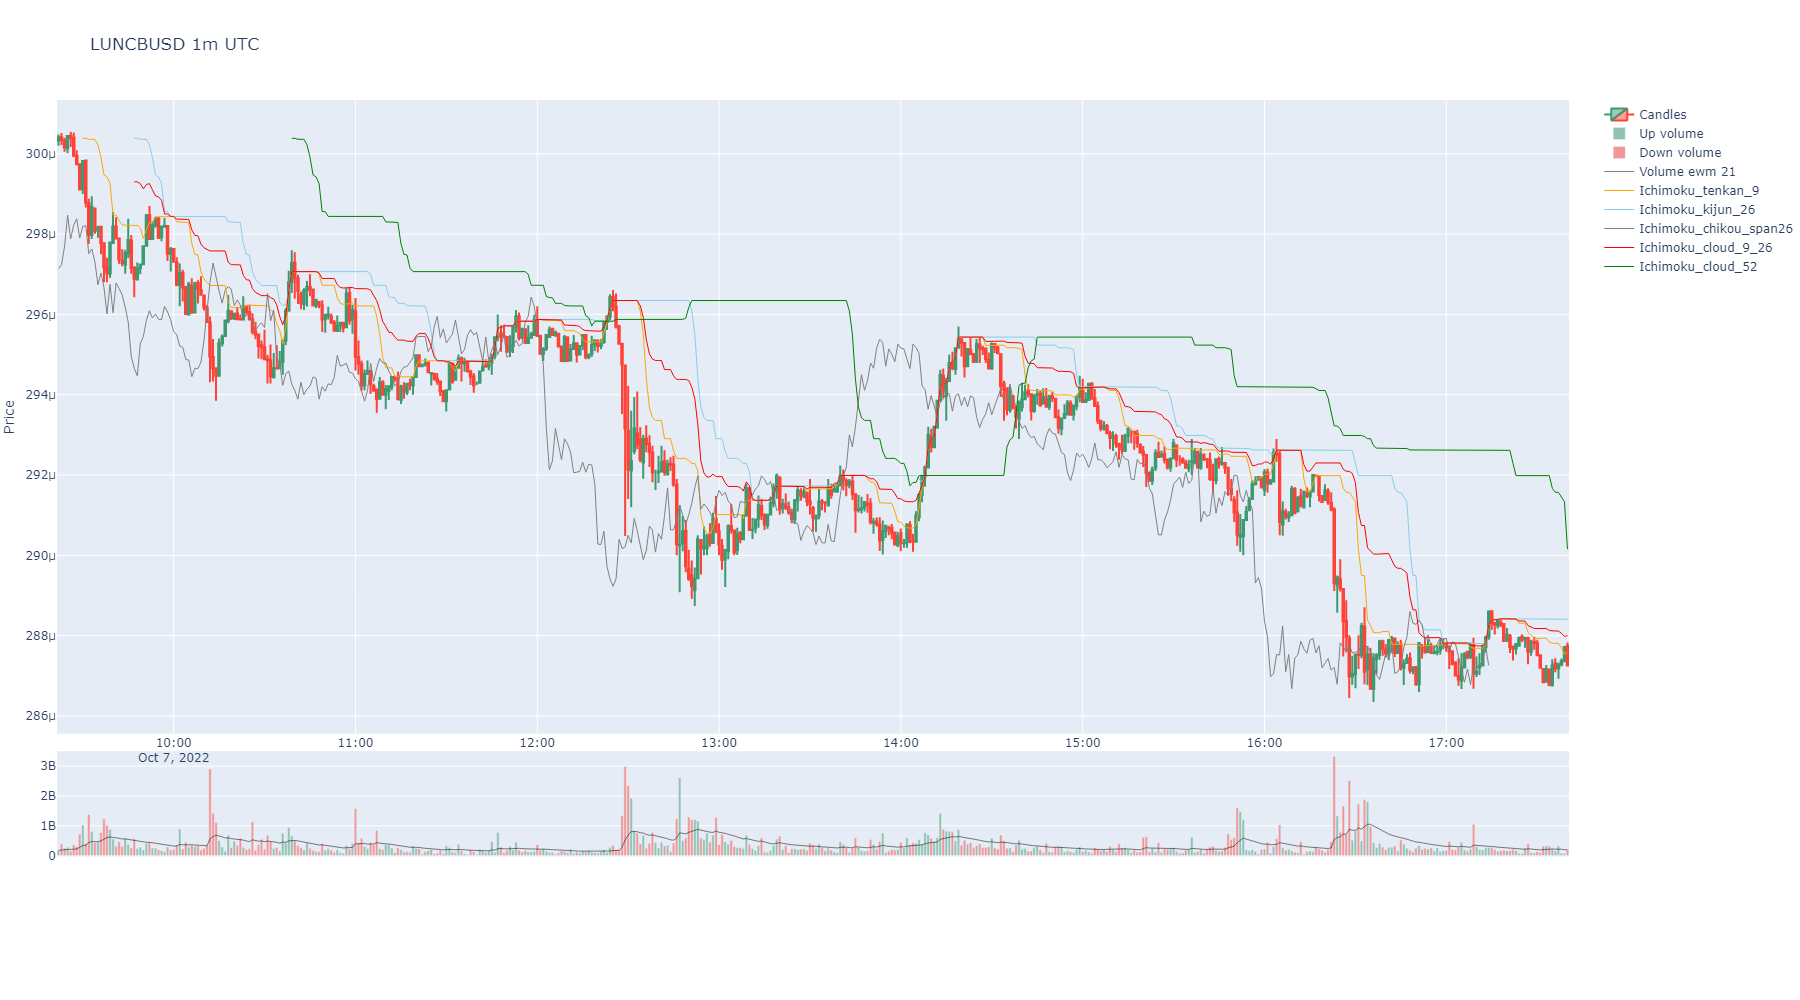 LUNCBUSD 1m UTC
Candles
Up volume
Down volume
Volume ewm 21
Ichimoku_tenkan_9
Ichimoku_kijun_26
Ichimoku_chikou_span26
Ichimoku_cloud_9_26
Ichimoku_cloud_52
Price
300μ
298μ
296μ
294μ
292μ
290μ
288μ
286μ
10:00 11:00 12:00 13:00 14:00 15:00 16:00 17:00
Oct 7, 2022
3B
2B
1B
0